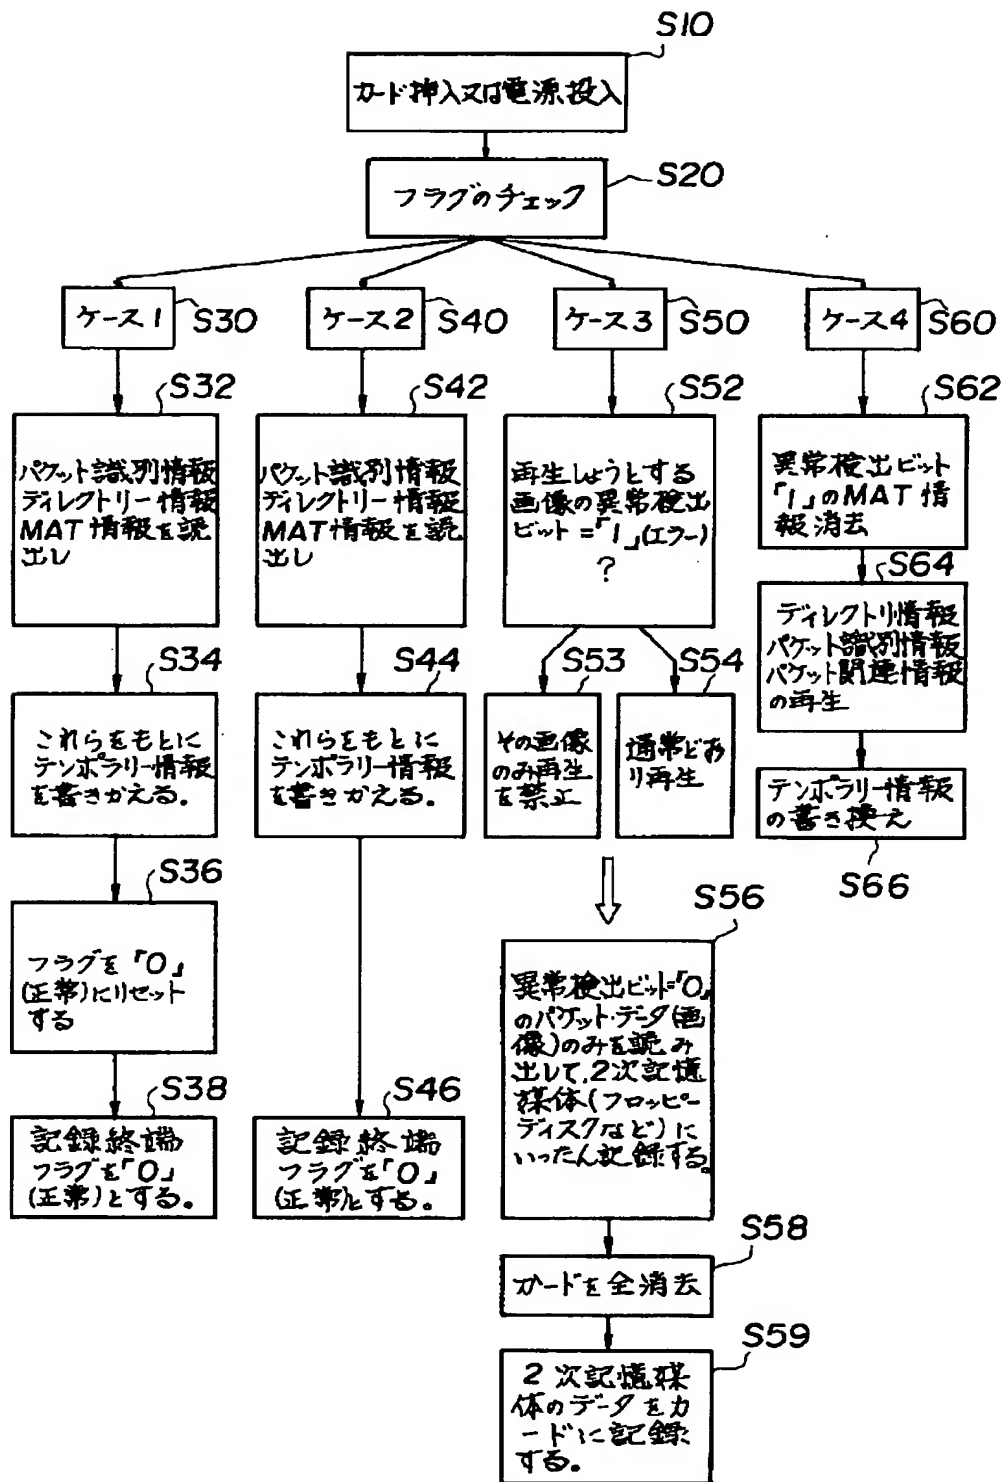 S10
カード挿入又は電源投入
S20
フラグのチェック
ケース1
S30
ケース2
S40
ケース3
S50
ケース4
S60
S32
パケット識別情報
ディレクトリー情報
MAT情報を読
出し
S42
パケット識別情報
ディレクトリー情報
MAT情報を読
出し
S52
再生しようとする
画像の異常検出
ビット=「1」(エラー)
?
S62
異常検出ビット
「1」のMAT情
報消去
S64
ディレクトリ情報
パケット識別情報
パケット関連情報
の再生
S34
これらをもとに
テンポラリー情報
を書きかえる。
S44
これらをもとに
テンポラリー情報
を書きかえる。
S53
その画像
のみ再生
を禁止
S54
通常どお
り再生
テンポラリー情報
の書き換え
S66
S36
フラグを「0」
(正常)にリセット
する
S56
異常検出ビット=「0」
のパケット・データ(画
像)のみを読み
出して、2次記憶
媒体(フロッピー
ディスクなど)に
いったん記録する。
S38
記録終端
フラグを「0」
(正常)とする。
S46
記録終端
フラグを「0」
(正常)とする。
S58
カードを全消去
S59
2次記憶媒
体のデータをカ
ードに記録
する。